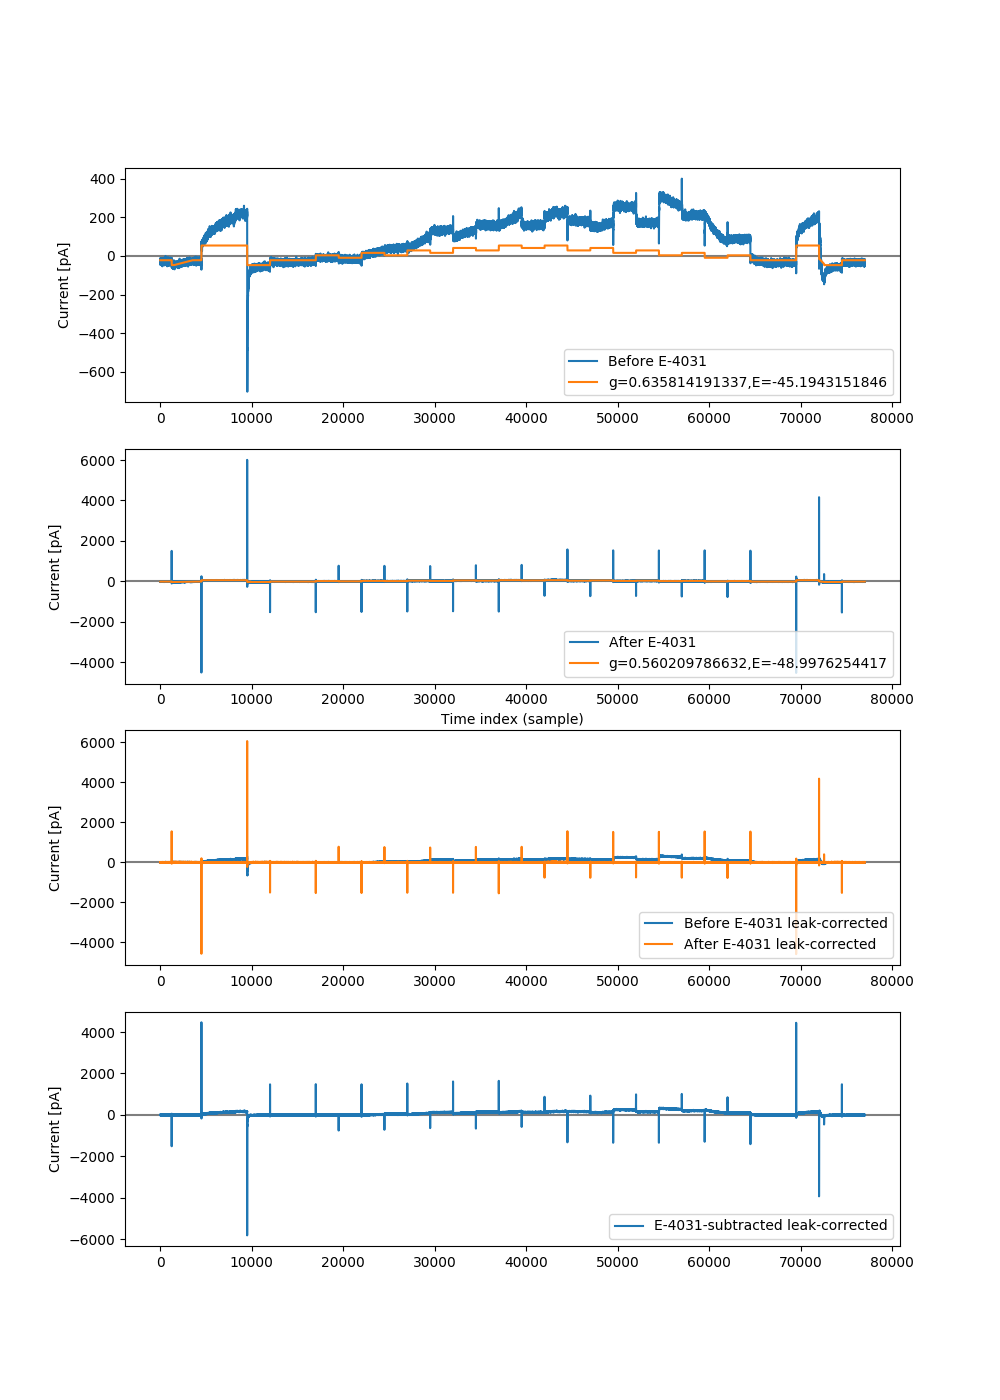 400
200
0
−200
−400
−600
Current [pA]
Before E-4031
g=0.635814191337,E=-45.1943151846
0 10000 20000 30000 40000 50000 60000 70000 80000
6000
4000
2000
0
−2000
−4000
Current [pA]
After E-4031
g=0.560209786632,E=-48.9976254417
0 10000 20000 30000 40000 50000 60000 70000 80000
Time index (sample)
6000
4000
2000
0
−2000
−4000
Current [pA]
Before E-4031 leak-corrected
After E-4031 leak-corrected
0 10000 20000 30000 40000 50000 60000 70000 80000
4000
2000
0
−2000
−4000
−6000
Current [pA]
E-4031-subtracted leak-corrected
0 10000 20000 30000 40000 50000 60000 70000 80000